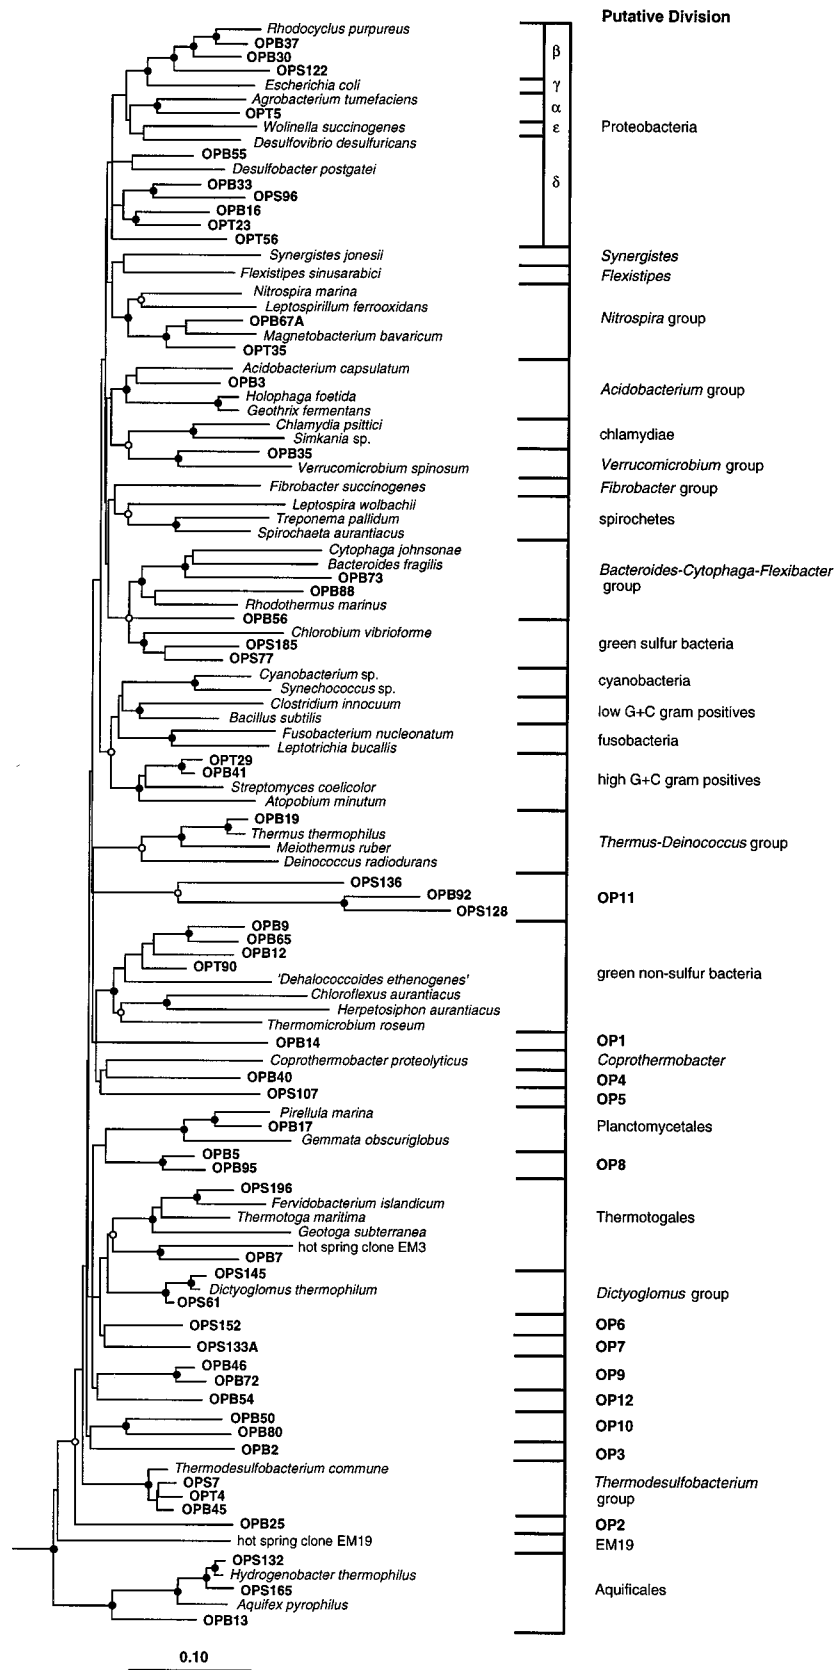 Putative Division
Rhodocyclus purpureus
OPB37
OPB30
OPS122
Escherichia coli
Agrobacterium tumefaciens
OPT5
Wolinella succinogenes
Desulfovibrio desulfuricans
OPB55
Desulfobacter postgatei
OPB33
OPS96
OPB16
OPT23
OPT56
β
γ
α
ε
δ
Proteobacteria
Synergistes jonesii
Synergistes
Flexistipes sinusarabici
Flexistipes
Nitrospira marina
Leptospirillum ferrooxidans
OPB67A
Magnetobacterium bavaricum
OPT35
Nitrospira group
Acidobacterium capsulatum
OPB3
Holophaga foetida
Geothrix fermentans
Acidobacterium group
Chlamydia psittici
Simkania sp.
chlamydiae
OPB35
Verrucomicrobium spinosum
Verrucomicrobium group
Fibrobacter succinogenes
Fibrobacter group
Leptospira wolbachii
Treponema pallidum
Spirochaeta aurantiacus
spirochetes
Cytophaga johnsonae
Bacteroides fragilis
OPB73
OPB88
Rhodothermus marinus
OPB56
Bacteroides-Cytophaga-Flexibacter
group
Chlorobium vibrioforme
OPS185
OPS77
green sulfur bacteria
Cyanobacterium sp.
Synechococcus sp.
cyanobacteria
Clostridium innocuum
Bacillus subtilis
low G+C gram positives
Fusobacterium nucleonatum
Leptotrichia bucallis
fusobacteria
OPT29
OPB41
Streptomyces coelicolor
Atopobium minutum
high G+C gram positives
OPB19
Thermus thermophilus
Meiothermus ruber
Deinococcus radiodurans
Thermus-Deinococcus group
OPS136
OPB92
OPS128
OP11
OPB9
OPB65
OPB12
OPT90
'Dehalococcoides ethenogenes'
Chloroflexus aurantiacus
Herpetosiphon aurantiacus
Thermomicrobium roseum
green non-sulfur bacteria
OPB14
OP1
Coprothermobacter proteolyticus
Coprothermobacter
OPB40
OP4
OPS107
OP5
Pirellula marina
OPB17
Gemmata obscuriglobus
Planctomycetales
OPB5
OPB95
OP8
OPS196
Fervidobacterium islandicum
Thermotoga maritima
Geotoga subterranea
hot spring clone EM3
OPB7
Thermotogales
OPS145
Dictyoglomus thermophilum
OPS61
Dictyoglomus group
OPS152
OP6
OPS133A
OP7
OPB46
OPB72
OP9
OPB54
OP12
OPB50
OPB80
OP10
OPB2
OP3
Thermodesulfobacterium commune
OPS7
OPT4
OPB45
Thermodesulfobacterium
group
OPB25
OP2
hot spring clone EM19
EM19
OPS132
Hydrogenobacter thermophilus
OPS165
Aquifex pyrophilus
OPB13
Aquificales
0.10